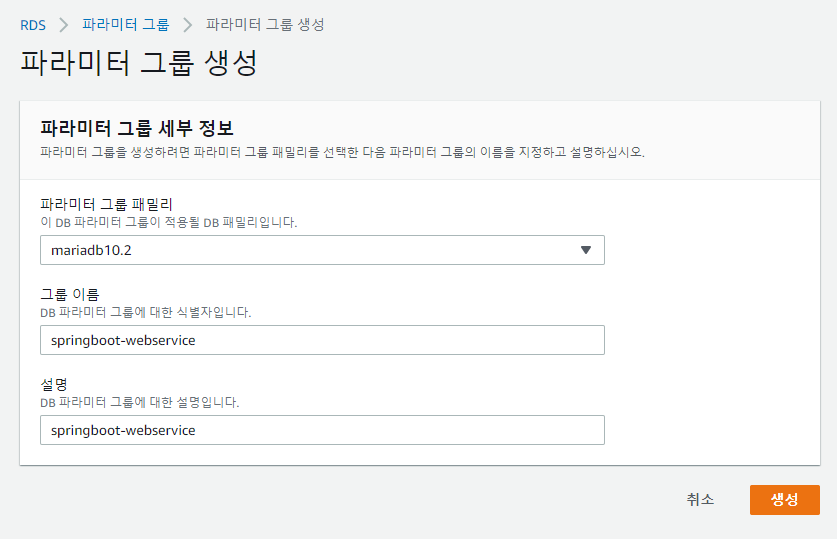 RDS 파라미터 그룹 파라미터 그룹 생성
파라미터 그룹 생성
파라미터 그룹 세부 정보
파라미터 그룹을 생성하려면 파라미터 그룹 패밀리를 선택한 다음 파라미터 그룹의 이름을 지정하고 설명하십시오.
파라미터 그룹 패밀리
이 DB 파라미터 그룹이 적용될 DB 패밀리입니다.
mariadb10.2
그룹 이름
DB 파라미터 그룹에 대한 식별자입니다.
springboot-webservice
설명
DB 파라미터 그룹에 대한 설명입니다.
springboot-webservice
취소 생성